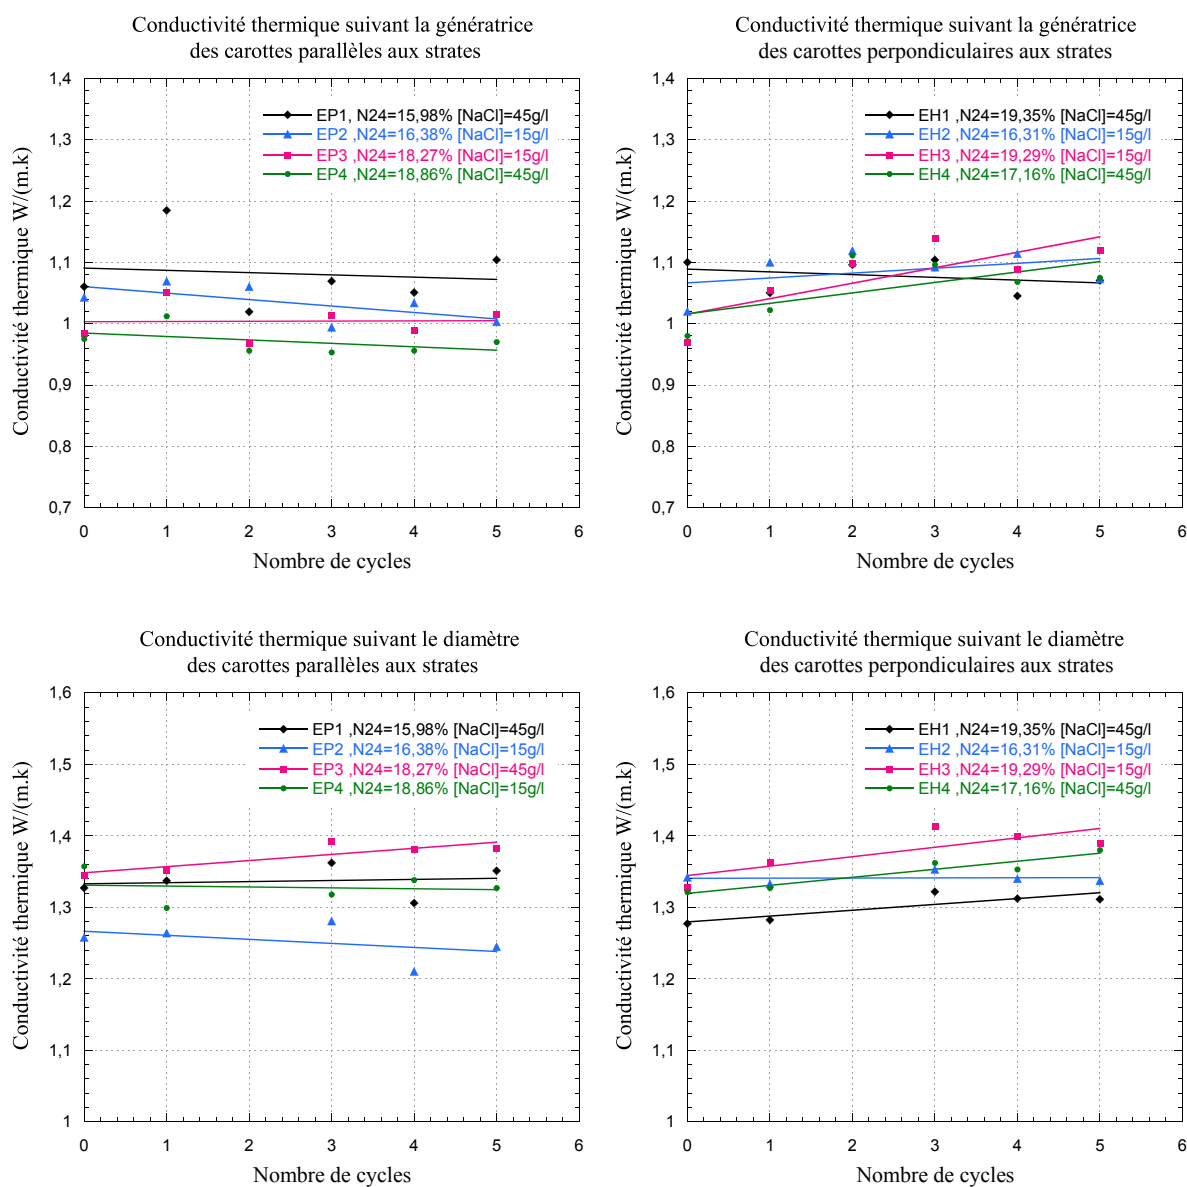 Conductivité thermique suivant la génératrice
des carottes parallèles aux strates
1,4
1,3
1,2
1,1
1
0,9
0,8
0,7
Conductivité thermique W/(m.k)
EP1, N24=15,98% [NaCl]=45g/l
EP2 ,N24=16,38% [NaCl]=15g/l
EP3 ,N24=18,27% [NaCl]=15g/l
EP4 ,N24=18,86% [NaCl]=45g/l
0 1 2 3 4 5 6
Nombre de cycles
Conductivité thermique suivant la génératrice
des carottes perpondiculaires aux strates
1,4
1,3
1,2
1,1
1
0,9
0,8
0,7
Conductivité thermique W/(m.k)
EH1 ,N24=19,35% [NaCl]=45g/l
EH2 ,N24=16,31% [NaCl]=15g/l
EH3 ,N24=19,29% [NaCl]=15g/l
EH4 ,N24=17,16% [NaCl]=45g/l
0 1 2 3 4 5 6
Nombre de cycles
Conductivité thermique suivant le diamètre
des carottes parallèles aux strates
1,6
1,5
1,4
1,3
1,2
1,1
1
Conductivité thermique W/(m.k)
EP1 ,N24=15,98% [NaCl]=45g/l
EP2 ,N24=16,38% [NaCl]=15g/l
EP3 ,N24=18,27% [NaCl]=45g/l
EP4 ,N24=18,86% [NaCl]=15g/l
0 1 2 3 4 5 6
Nombre de cycles
Conductivité thermique suivant le diamètre
des carottes perpondiculaires aux strates
1,6
1,5
1,4
1,3
1,2
1,1
1
Conductivité thermique W/(m.k)
EH1 ,N24=19,35% [NaCl]=45g/l
EH2 ,N24=16,31% [NaCl]=15g/l
EH3 ,N24=19,29% [NaCl]=15g/l
EH4 ,N24=17,16% [NaCl]=45g/l
0 1 2 3 4 5 6
Nombre de cycles